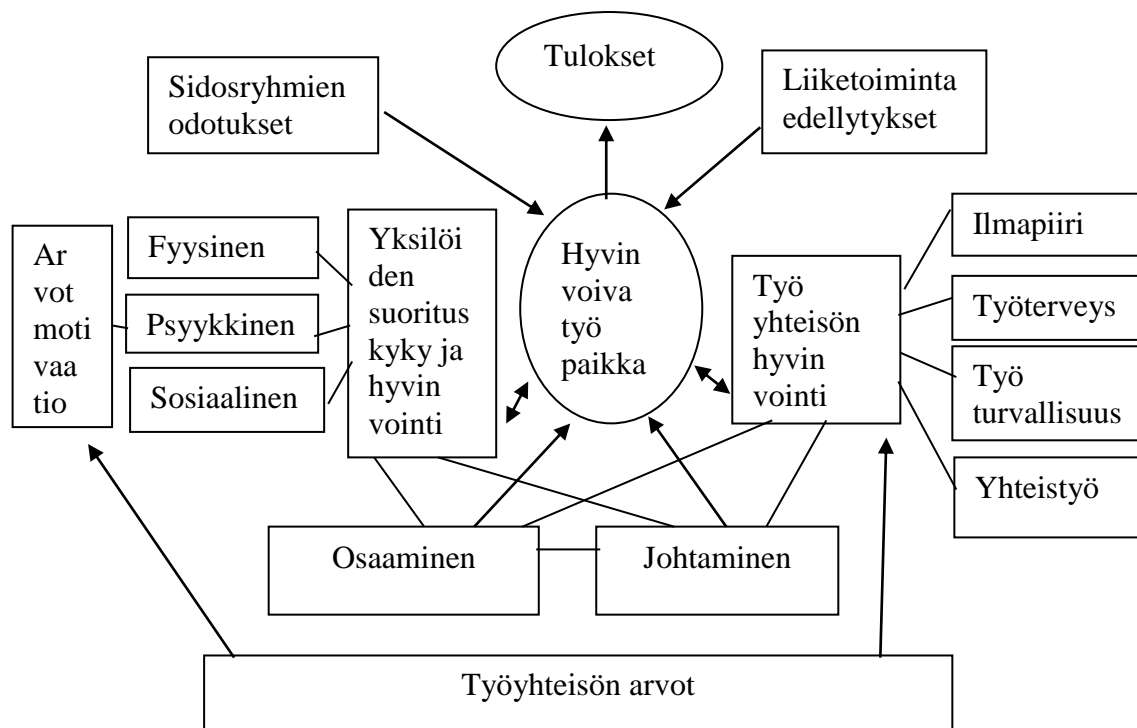 Tulokset
Sidosryhmien
odotukset
Liiketoiminta
edellytykset
Ar
vot
moti
vaa
tio
Fyysinen
Psyykkinen
Sosiaalinen
Yksilöi
den
suoritus
kyky ja
hyvin
vointi
Hyvin
voiva
työ
paikka
Työ
yhteisön
hyvin
vointi
Ilmapiiri
Työterveys
Työ
turvallisuus
Yhteistyö
Osaaminen
Johtaminen
Työyhteisön arvot